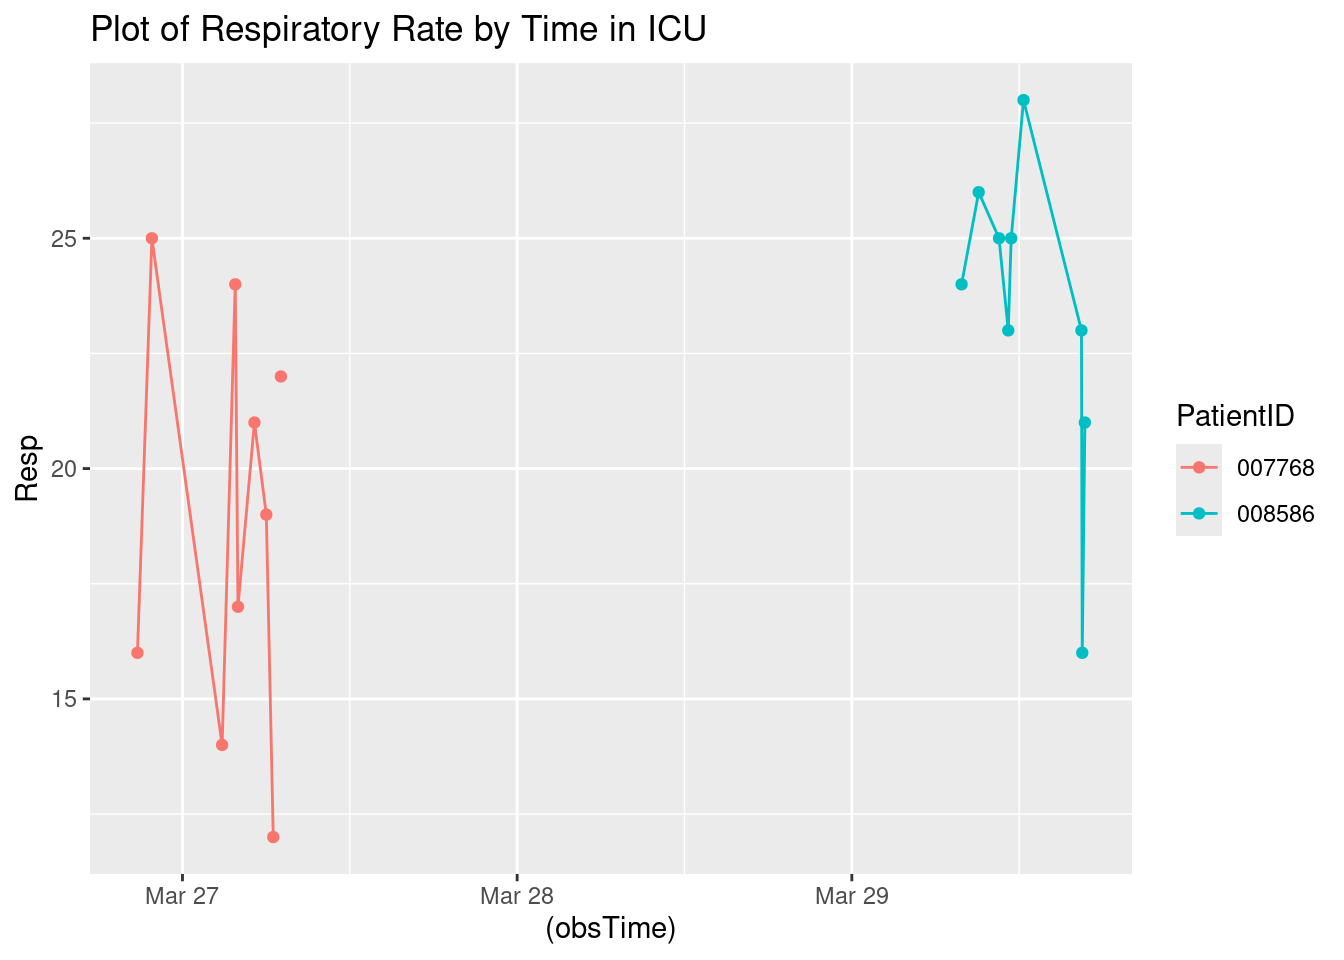 Plot of Respiratory Rate by Time in ICU
Resp
25
20
15
Mar 27
Mar 28
Mar 29
(obsTime)
PatientID
007768
008586